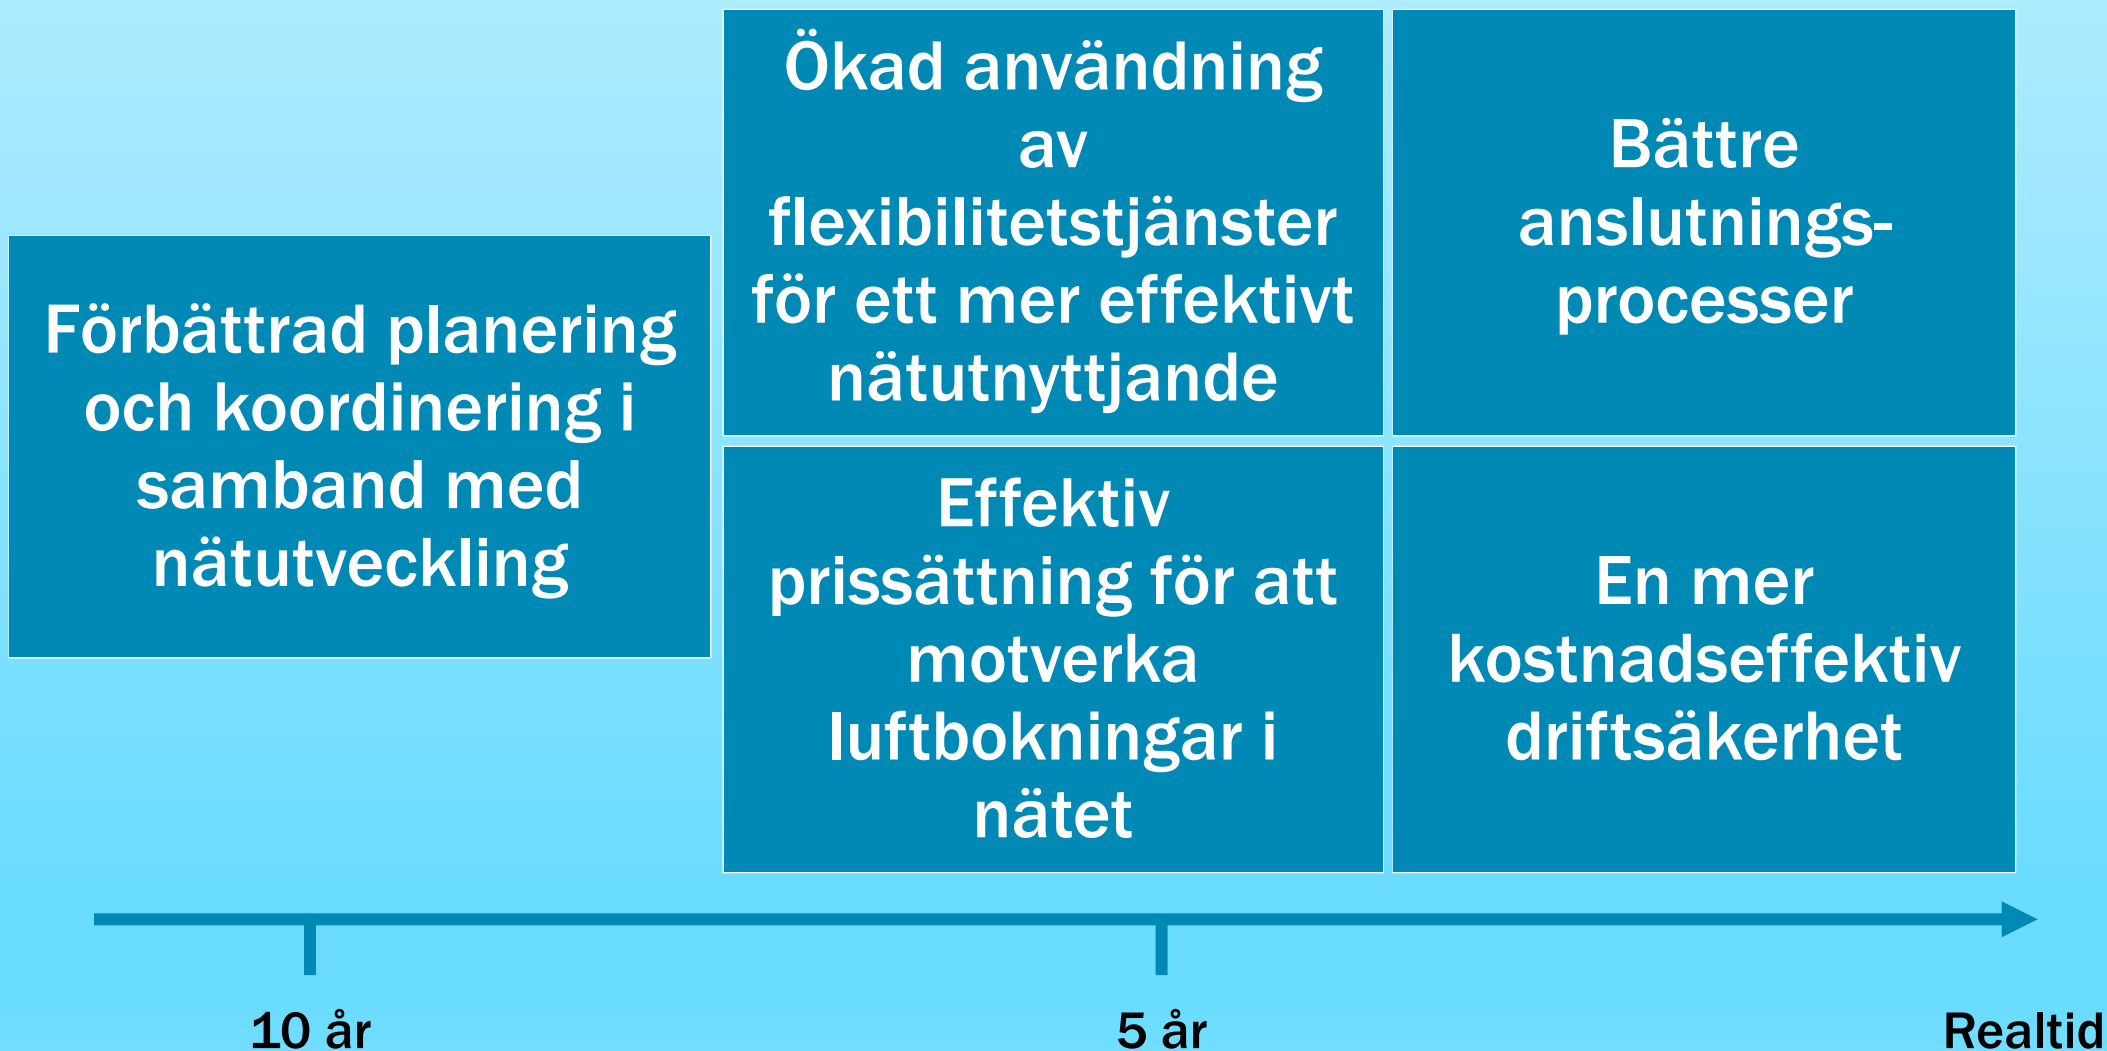 Förbättrad planering
och koordinering i
samband med
nätutveckling
Ökad användning
av
flexibilitetstjänster
för ett mer effektivt
nätutnyttjande
Bättre
anslutnings-
processer
Effektiv
prissättning för att
motverka
luftbokningar i
nätet
En mer
kostnadseffektiv
driftsäkerhet
10 år
5 år
Realtid